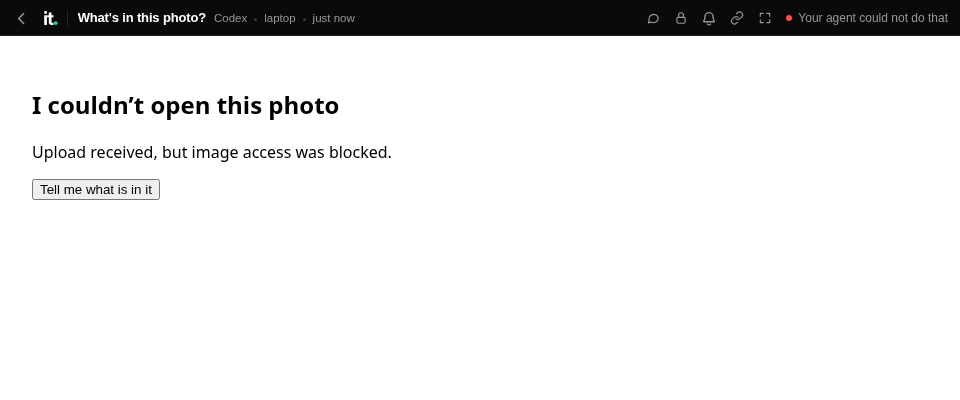 it.
What's in this photo? Codex • laptop • just now
Your agent could not do that
I couldn’t open this photo
Upload received, but image access was blocked.
Tell me what is in it